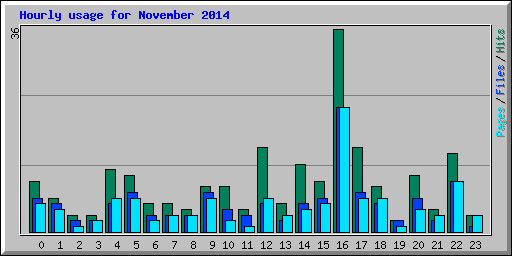 Hourly usage for November 2014
36
Pages / Files / Hits
0 1 2 3 4 5 6 7 8 9 10 11 12 13 14 15 16 17 18 19 20 21 22 23